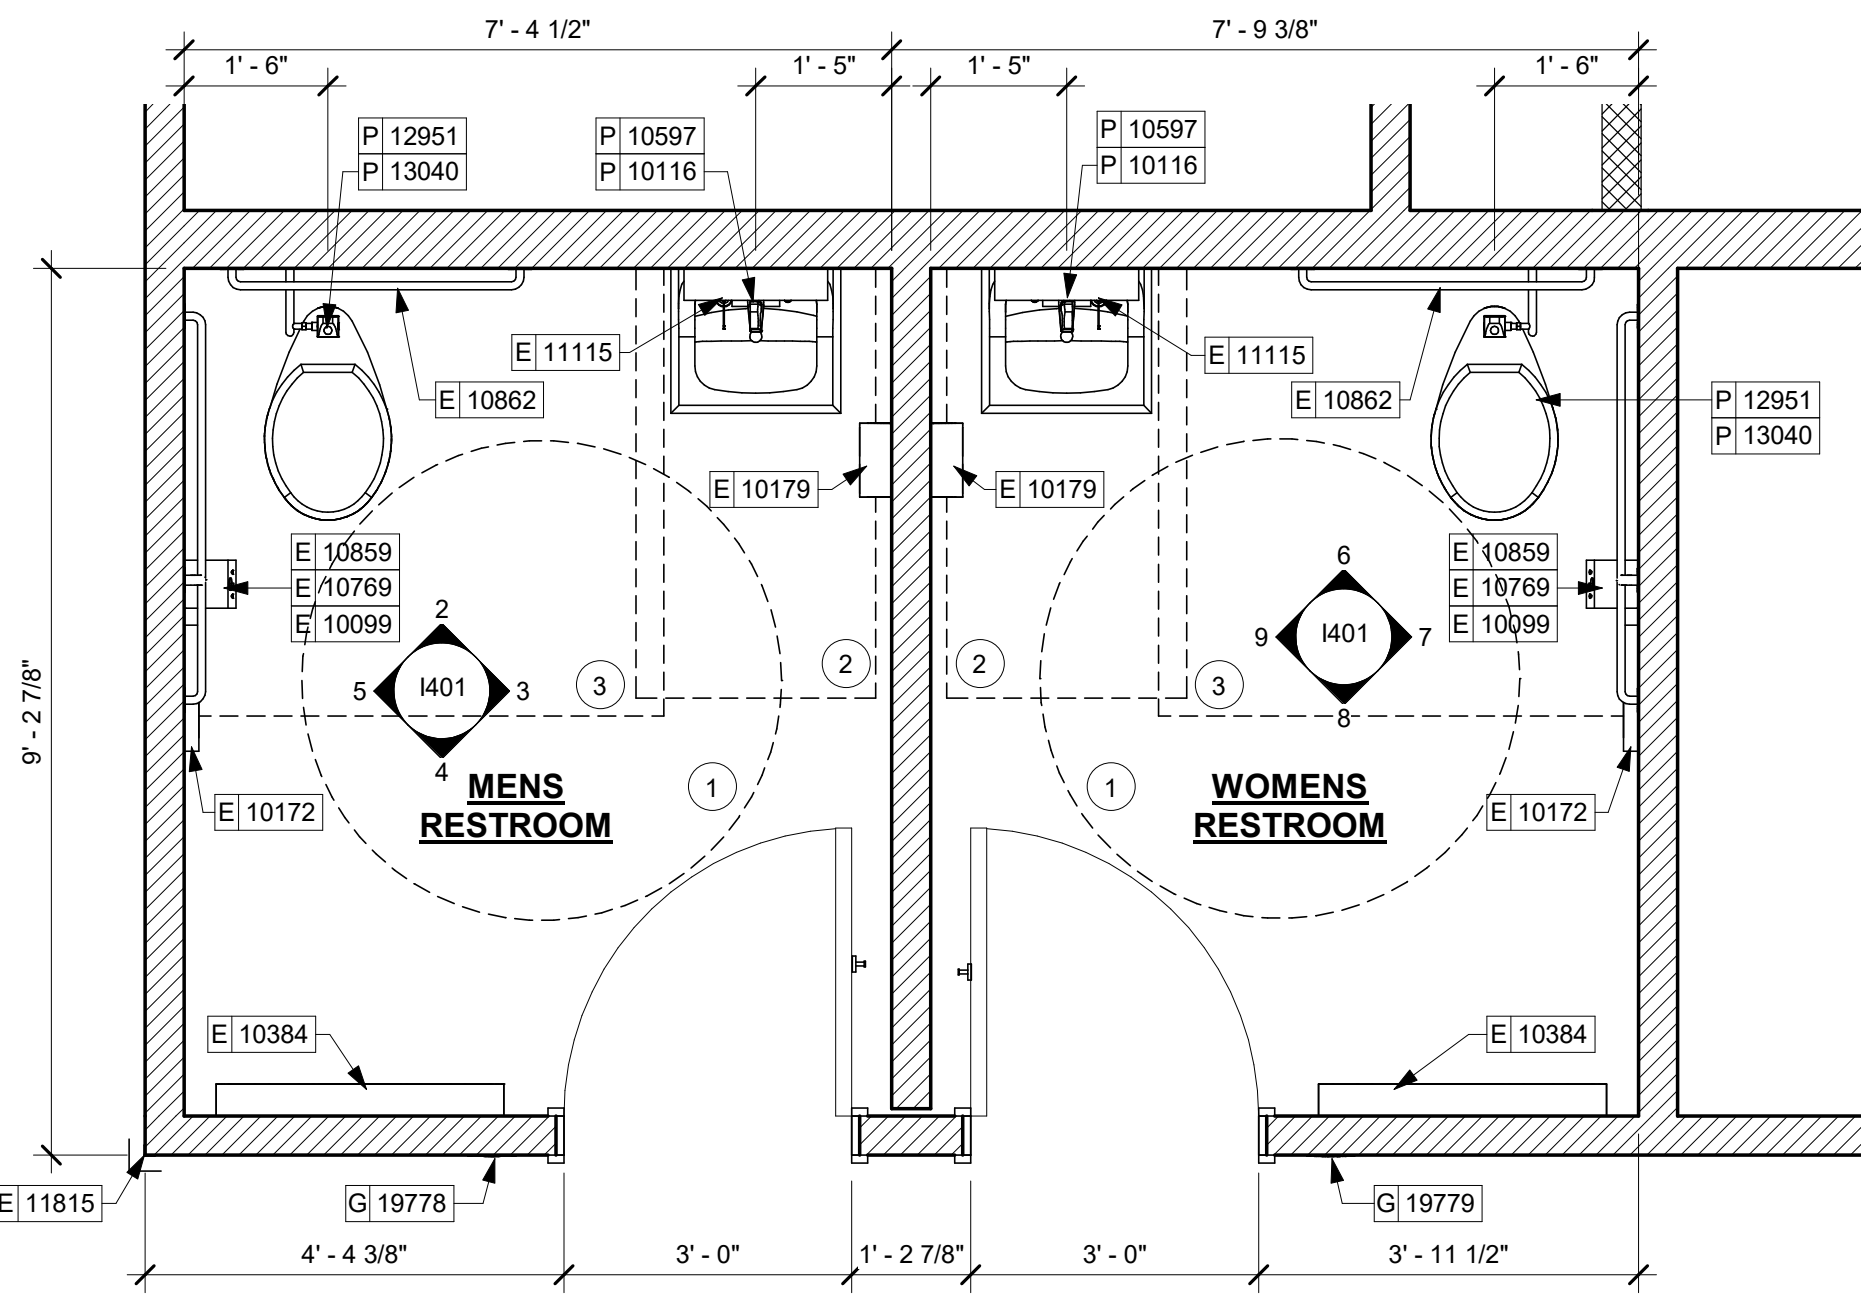 7' - 4 1/2"
7' - 9 3/8"
1' - 6"
1' - 5"
1' - 5"
1' - 6"
P 12951
P 13040
P 10597
P 10116
P 10597
P 10116
E 11115
E 11115
E 10862
E 10862
P 12951
P 13040
E 10179
E 10179
E 10859
E 10769
E 10099
E 10859
E 10769
E 10099
2
5
I401
3
4
6
9
I401
7
8
3
2
2
3
9' - 2 7/8"
1
1
MENS
RESTROOM
WOMENS
RESTROOM
E 10172
E 10172
E 10384
E 10384
E 11815
G 19778
G 19779
4' - 4 3/8"
3' - 0"
1' - 2 7/8"
3' - 0"
3' - 11 1/2"